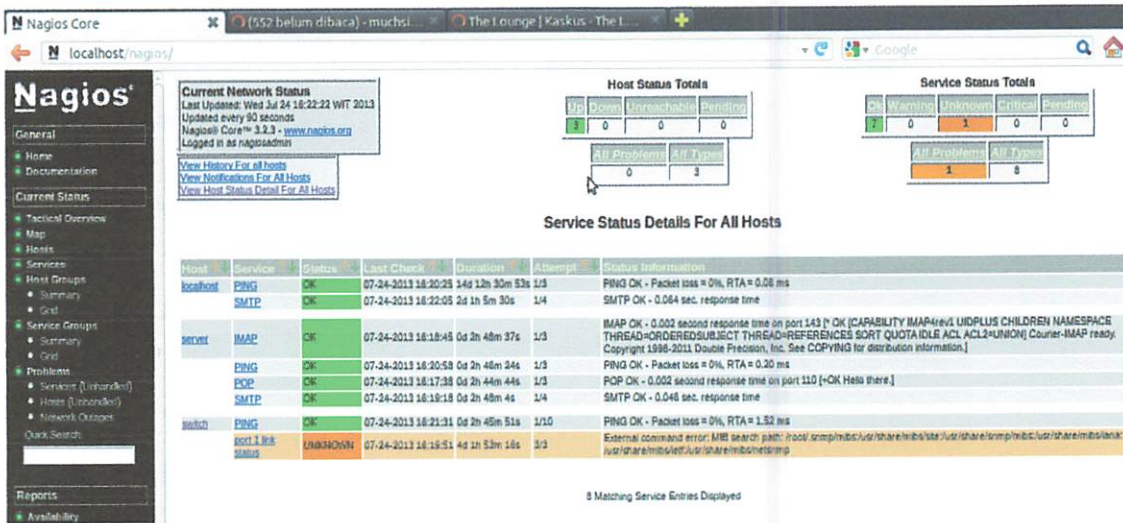 Nagios Core
(552 belum dibaca) - muchsi...
The Lounge | Kaskus - The L...
localhost/nagios/
Google
Nagios
General
Home
Documentation
Current Status
Tactical Overview
Map
Hosts
Services
Host Groups
Summary
Grid
Service Groups
Summary
Grid
Problems
Services (Unhandled)
Hosts (Unhandled)
Network Outages
Quick Search:
Reports
Availability
Current Network Status
Last Updated: Wed Jul 24 16:22:22 WIT 2013
Updated every 90 seconds
Nagios® Core™ 3.2.3 - www.nagios.org
Logged in as nagiosadmin
View History For all hosts
View Notifications For All Hosts
View Host Status Detail For All Hosts
Host Status Totals
Up Down Unreachable Pending
3 0 0 0
All Problems All Types
0 3
Service Status Totals
Ok Warning Unknown Critical Pending
7 0 1 0 0
All Problems All Types
1 8
Service Status Details For All Hosts
Host Service Status Last Check Duration Attempt Status Information
localhost PING OK 07-24-2013 16:20:25 14d 12h 30m 53s 1/3 PING OK - Packet loss = 0%, RTA = 0.08 ms
SMTP OK 07-24-2013 16:22:05 2d 1h 5m 30s 1/4 SMTP OK - 0.064 sec. response time
server IMAP OK 07-24-2013 16:18:45 0d 2h 48m 37s 1/3 IMAP OK - 0.002 second response time on port 143 [* OK [CAPABILITY IMAP4rev1 UIDPLUS CHILDREN NAMESPACE
THREAD=ORDEREDSUBJECT THREAD=REFERENCES SORT QUOTA IDLE ACL ACL2=UNION] Courier-IMAP ready.
Copyright 1998-2011 Double Precision, Inc. See COPYING for distribution information.]
PING OK 07-24-2013 16:20:58 0d 2h 48m 24s 1/3 PING OK - Packet loss = 0%, RTA = 0.20 ms
POP OK 07-24-2013 16:17:38 0d 2h 44m 44s 1/3 POP OK - 0.002 second response time on port 110 [+OK Hello there.]
SMTP OK 07-24-2013 16:19:18 0d 2h 48m 4s 1/4 SMTP OK - 0.046 sec. response time
switch PING OK 07-24-2013 16:21:31 0d 2h 45m 51s 1/10 PING OK - Packet loss = 0%, RTA = 1.52 ms
port 1 link status UNKNOWN 07-24-2013 16:19:51 4d 1h 53m 16s 3/3 External command error: MIB search path: /root/.snmp/mibs:/usr/share/mibs/site:/usr/share/snmp/mibs:/usr/share/mibs/iana:
/usr/share/mibs/ietf:/usr/share/mibs/netsnmp
8 Matching Service Entries Displayed